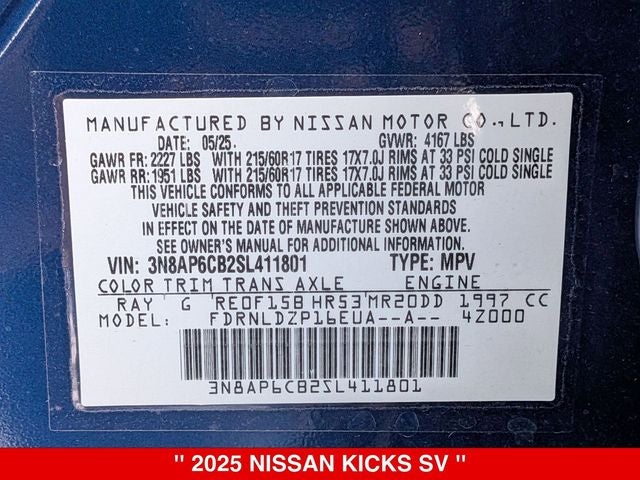 MANUFACTURED BY NISSAN MOTOR CO., LTD.
DATE: 05/25. GVWR: 4167 LBS
GAWR FR: 2227 LBS WITH 215/60R17 TIRES 17X7.0J RIMS AT 33 PSI COLD SINGLE
GAWR RR: 1951 LBS WITH 215/60R17 TIRES 17X7.0J RIMS AT 33 PSI COLD SINGLE
THIS VEHICLE CONFORMS TO ALL APPLICABLE FEDERAL MOTOR
VEHICLE SAFETY AND THEFT PREVENTION STANDARDS
IN EFFECT ON THE DATE OF MANUFACTURE SHOWN ABOVE.
SEE OWNER'S MANUAL FOR ADDITIONAL INFORMATION.
VIN: 3N8AP6CB2SL411801 TYPE: MPV
COLOR TRIM TRANS AXLE ENGINE
RAY G RE0F15B HR53 MR20DD 1997 CC
MODEL: FDRNLDZP16EUA--A-- 4Z000
3N8AP6CB2SL411801
" 2025 NISSAN KICKS SV "